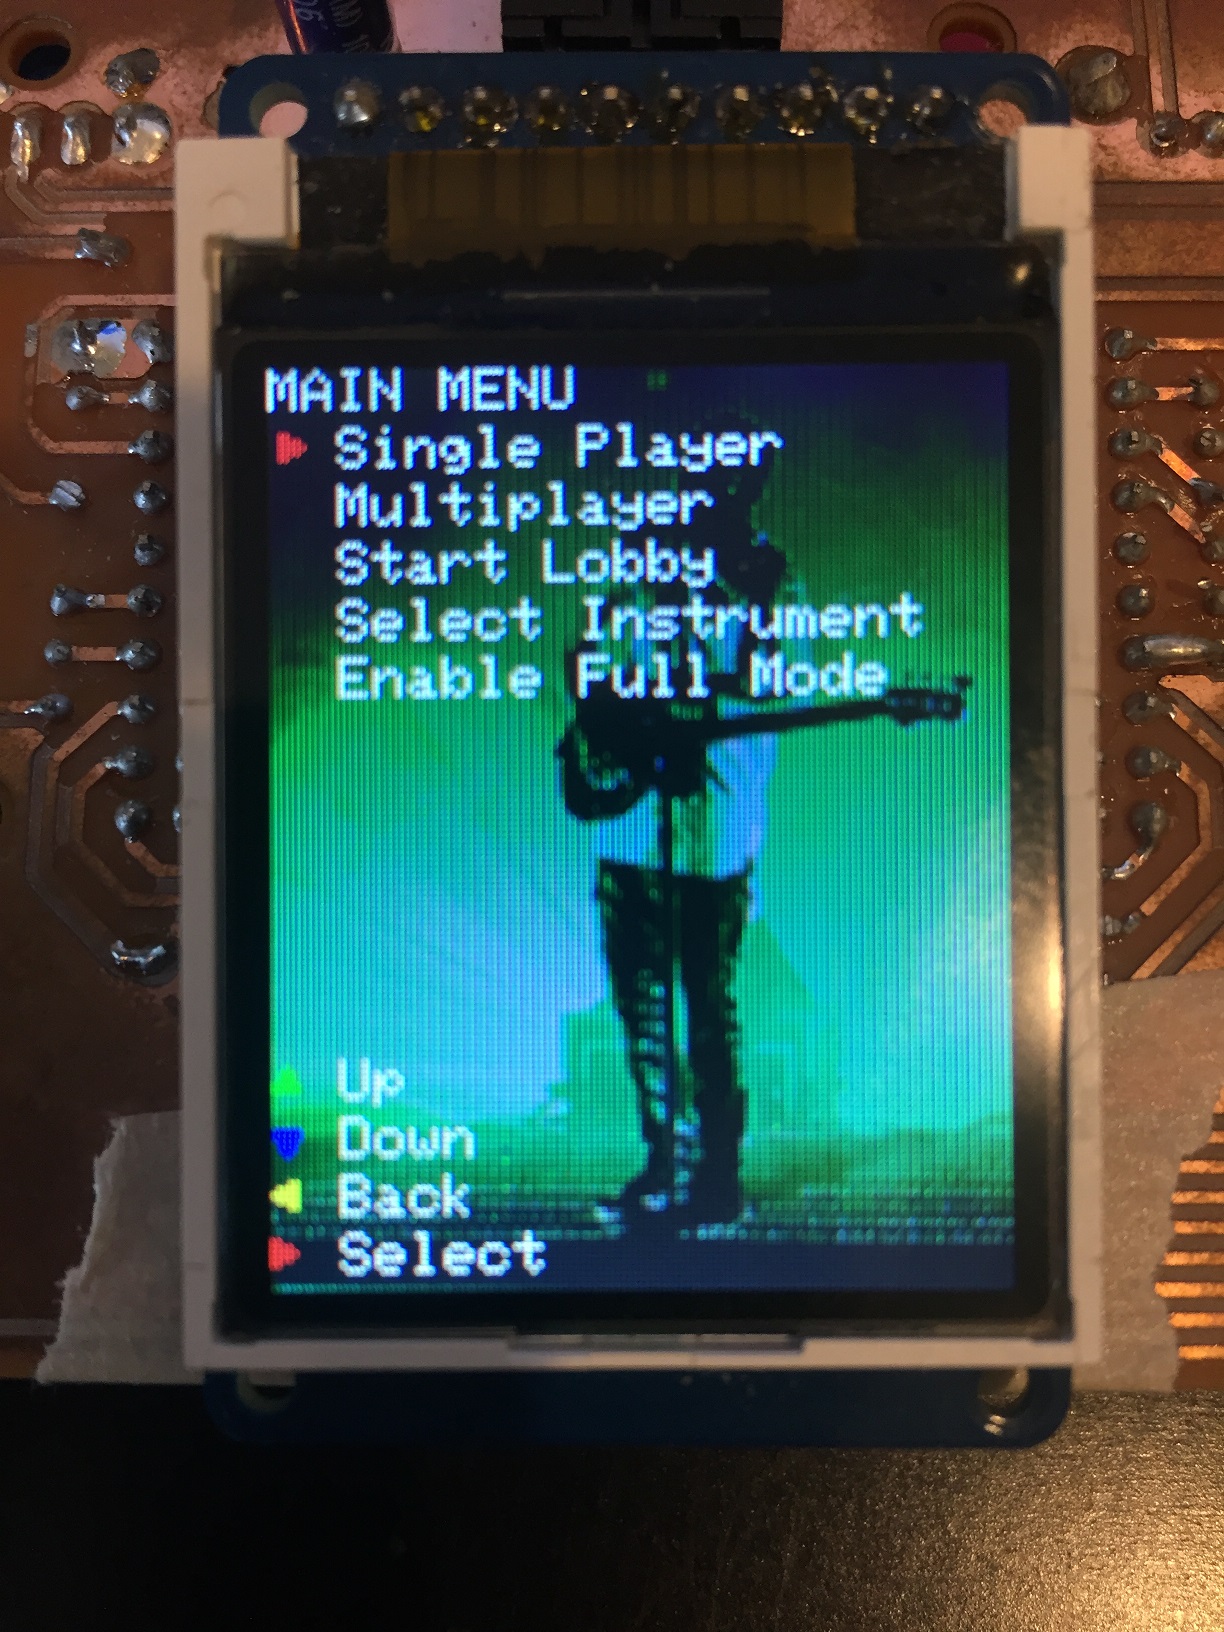 MAIN MENU
Single Player
Multiplayer
Start Lobby
Select Instrument
Enable Full Mode
Up
Down
Back
Select